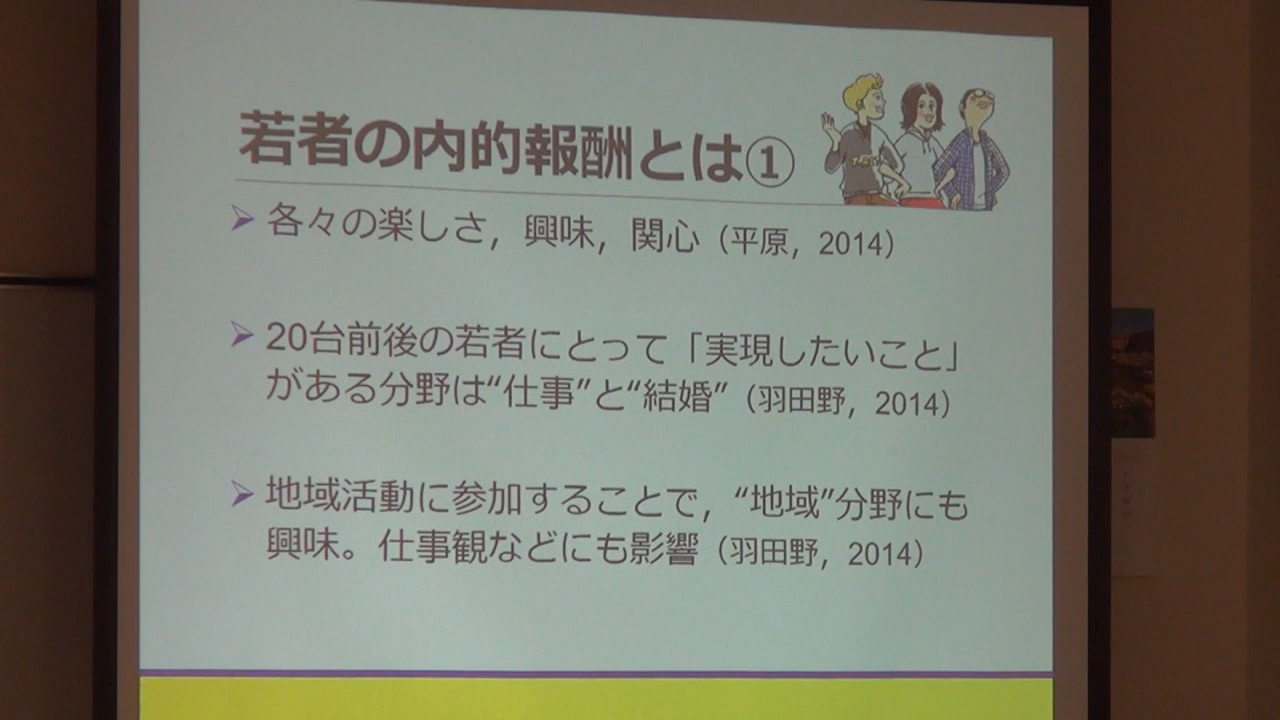 若者の内的報酬とは①
各々の楽しさ，興味，関心（平原，2014）
20台前後の若者にとって「実現したいこと」
がある分野は“仕事”と“結婚”（羽田野，2014）
地域活動に参加することで，“地域”分野にも
興味。仕事観などにも影響（羽田野，2014）